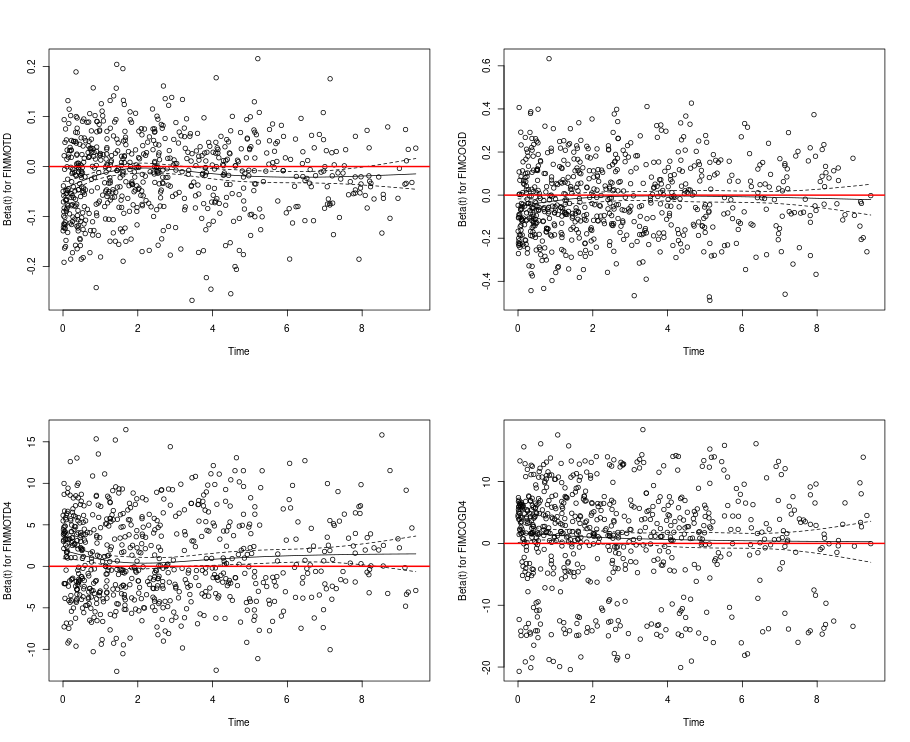 Beta(t) for FIMMOTD
0.2
0.1
0.0
-0.1
-0.2
0 2 4 6 8
Time
Beta(t) for FIMCOGD
0.6
0.4
0.2
0.0
-0.2
-0.4
0 2 4 6 8
Time
Beta(t) for FIMMOTD4
15
10
5
0
-5
-10
0 2 4 6 8
Time
Beta(t) for FIMCOGD4
10
0
-10
-20
0 2 4 6 8
Time